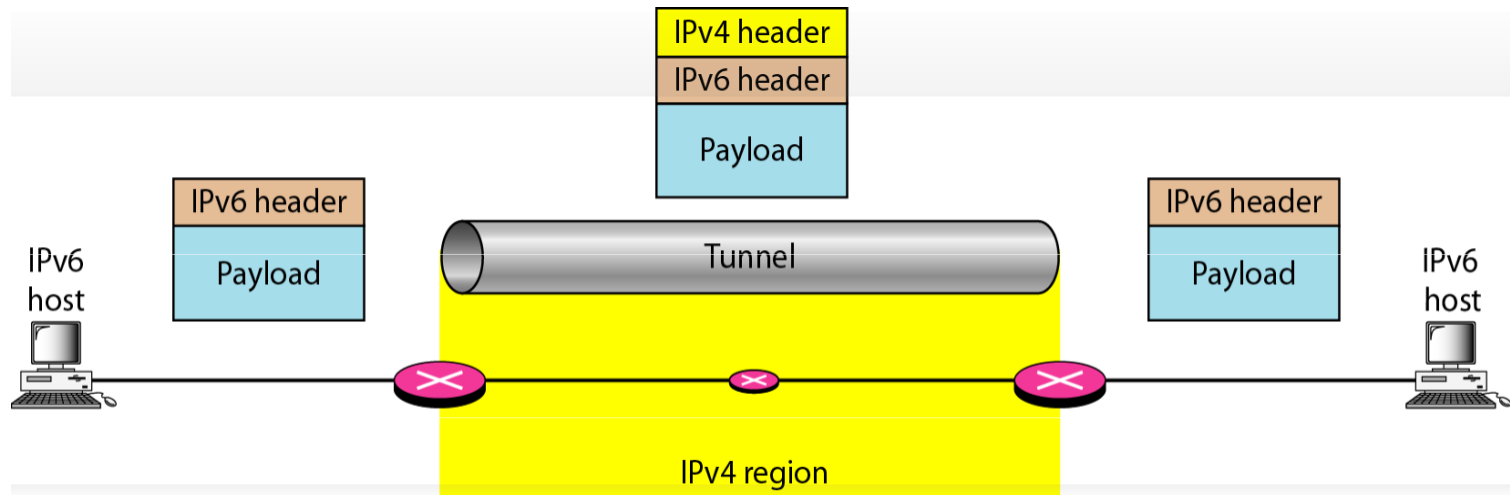 IPv4 header
IPv6 header
Payload
IPv6 header
Payload
IPv6 header
Payload
Tunnel
IPv6
host
IPv6
host
IPv4 region